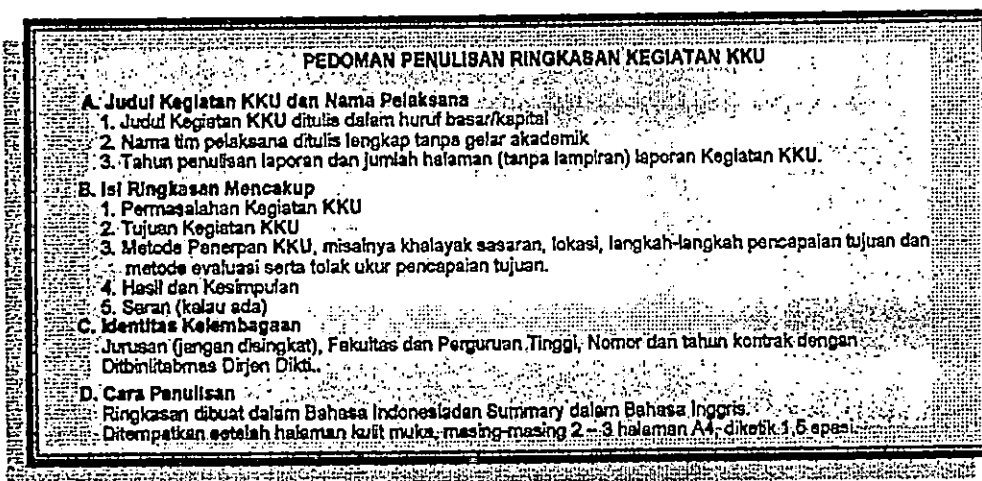 PEDOMAN PENULISAN RINGKASAN KEGIATAN KKU
A. Judul Kegiatan KKU dan Nama Pelaksana
1. Judul Kegiatan KKU ditulis dalam huruf basar/kapital
2. Nama tim pelaksana ditulis lengkap tanpa gelar akademik
3. Tahun penulisan laporan dan jumlah halaman (tanpa lampiran) laporan Kegiatan KKU.
B. Isi Ringkasan Mencakup
1. Permasalahan Kegiatan KKU
2. Tujuan Kegiatan KKU
3. Metode Penerpan KKU, misalnya khalayak sasaran, lokasi, langkah-langkah pencapaian tujuan dan
metode evaluasi serta tolak ukur pencapaian tujuan.
4. Hasil dan Kesimpulan
5. Saran (kalau ada)
C. Identitas Kelembagaan
Jurusan (jangan disingkat), Fakultas dan Perguruan Tinggi, Nomor dan tahun kontrak dengan
Ditbinlitabmas Dirjen Dikti..
D. Cara Penulisan
Ringkasan dibuat dalam Bahasa Indonesiadan Summary dalam Bahasa Inggris.
Ditempatkan setelah halaman kulit muka, masing-masing 2 – 3 halaman A4, diketik 1,5 spasi.